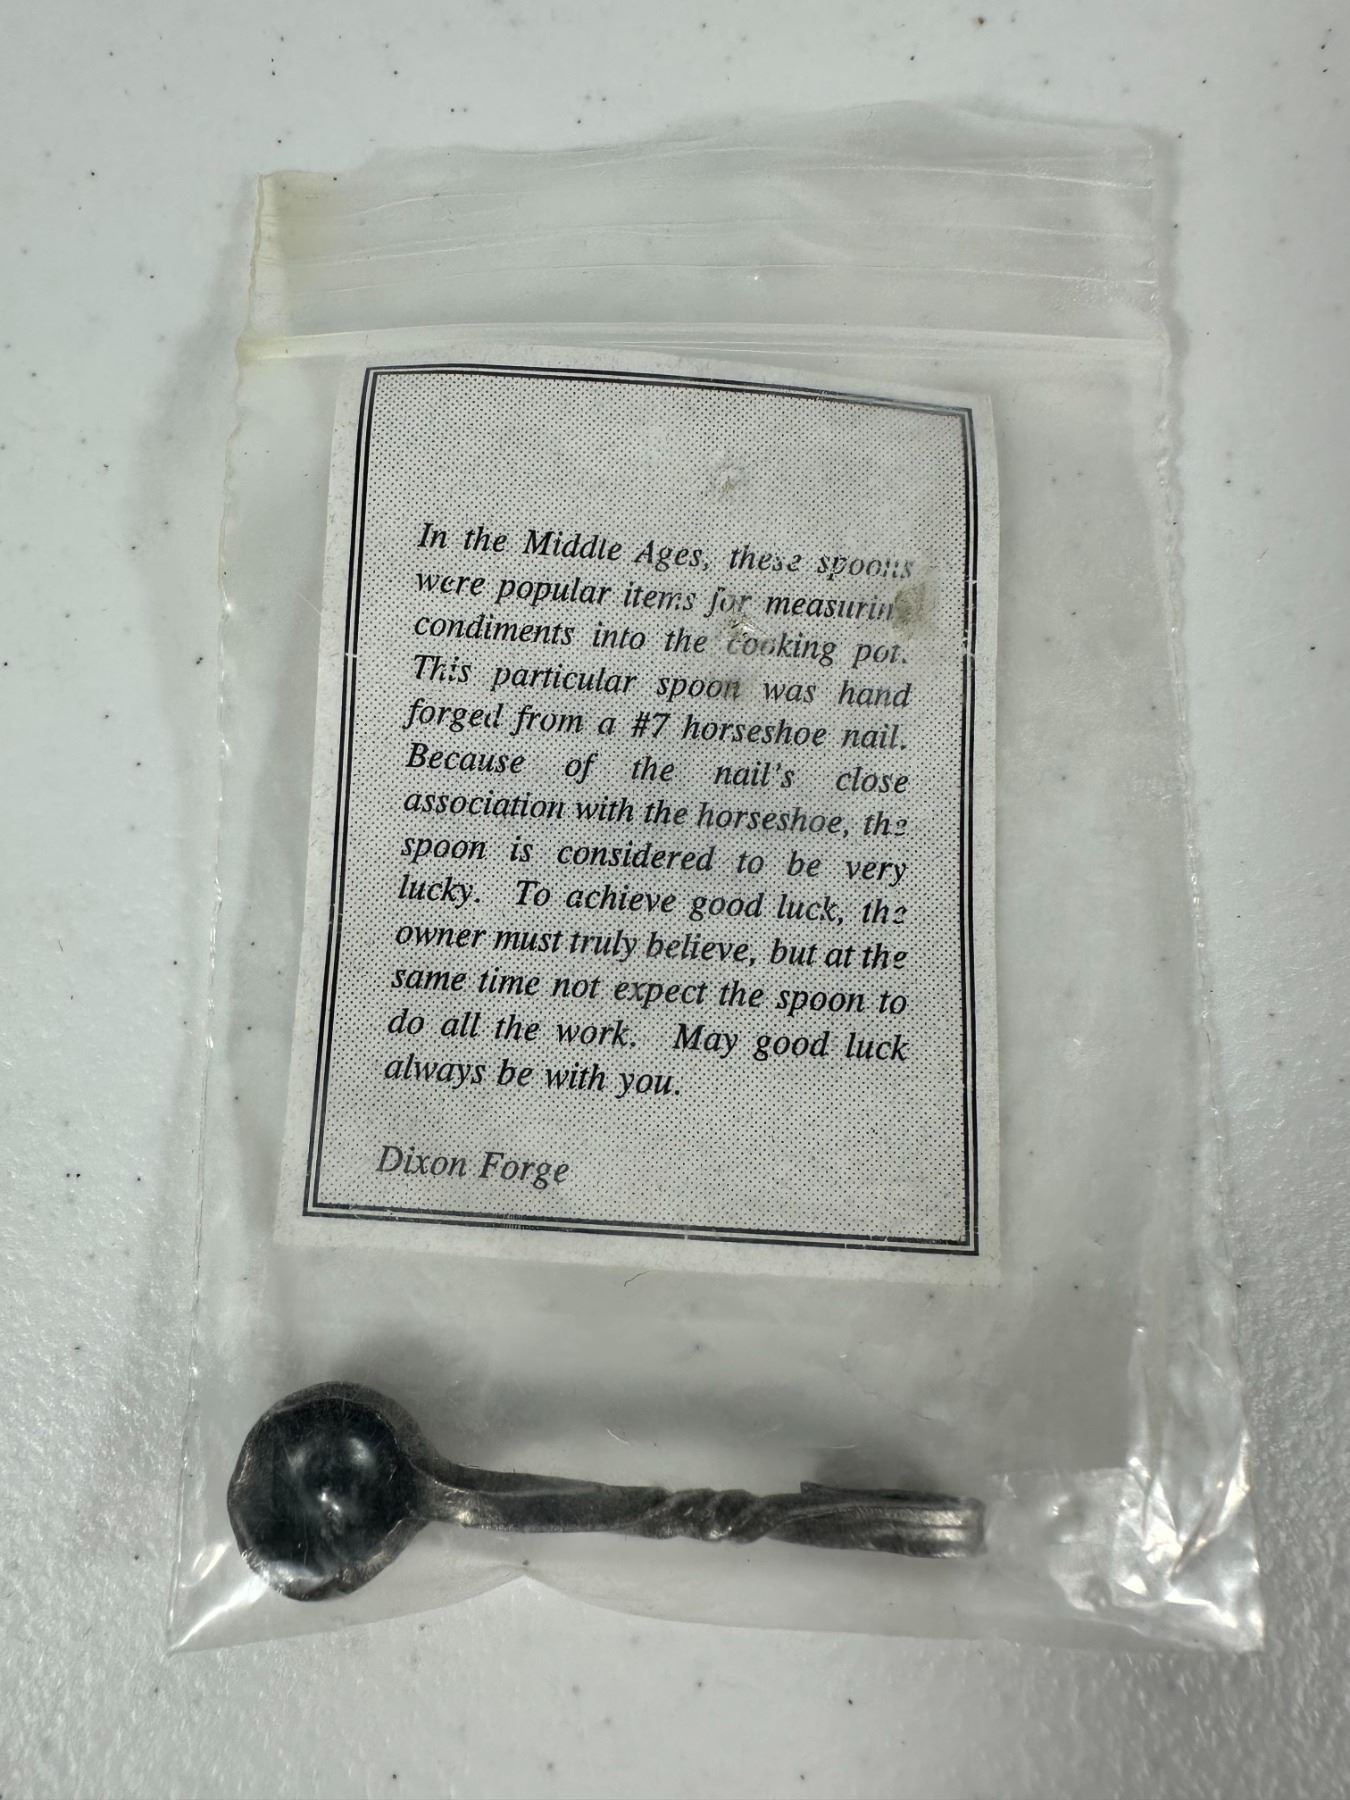 In the Middle Ages, these spoons
were popular items for measuring
condiments into the cooking pot.
This particular spoon was hand
forged from a #7 horseshoe nail.
Because of the nail's close
association with the horseshoe, the
spoon is considered to be very
lucky. To achieve good luck, the
owner must truly believe, but at the
same time not expect the spoon to
do all the work. May good luck
always be with you.
Dixon Forge